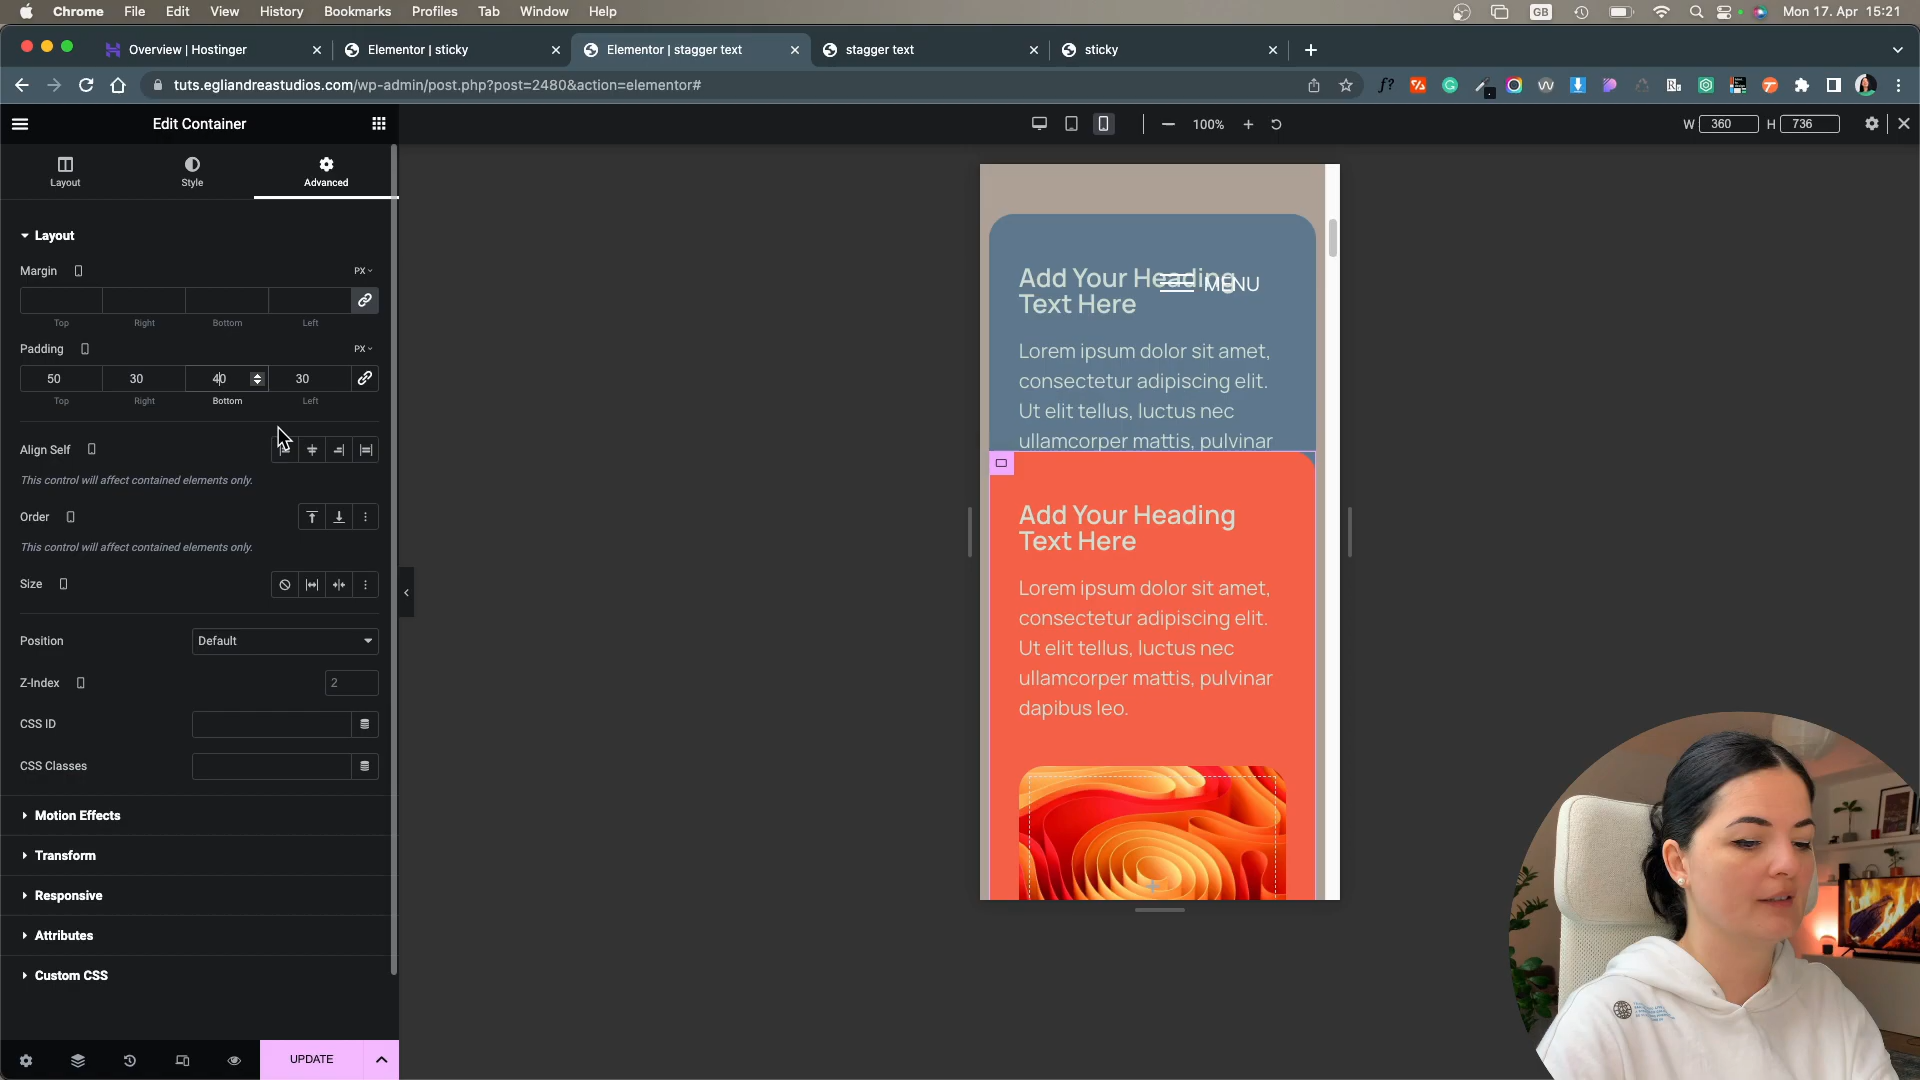 Chrome File Edit View History Bookmarks Profiles Tab Window Help GB Mon 17. Apr 15:21
Overview | Hostinger Elementor | sticky Elementor | stagger text stagger text sticky
tuts.egliandreastudios.com/wp-admin/post.php?post=2480&action=elementor#
Edit Container 100% W 360 H 736
Layout Style Advanced
Layout
Margin PX
Top Right Bottom Left
Padding PX
50 30 40 30
Top Right Bottom Left
Align Self
This control will affect contained elements only.
Order
This control will affect contained elements only.
Size
Position Default
Z-Index 2
CSS ID
CSS Classes
Motion Effects
Transform
Responsive
Attributes
Custom CSS
UPDATE
MENU
Add Your Heading
Text Here
Lorem ipsum dolor sit amet,
consectetur adipiscing elit.
Ut elit tellus, luctus nec
ullamcorper mattis, pulvinar
Add Your Heading
Text Here
Lorem ipsum dolor sit amet,
consectetur adipiscing elit.
Ut elit tellus, luctus nec
ullamcorper mattis, pulvinar
dapibus leo.